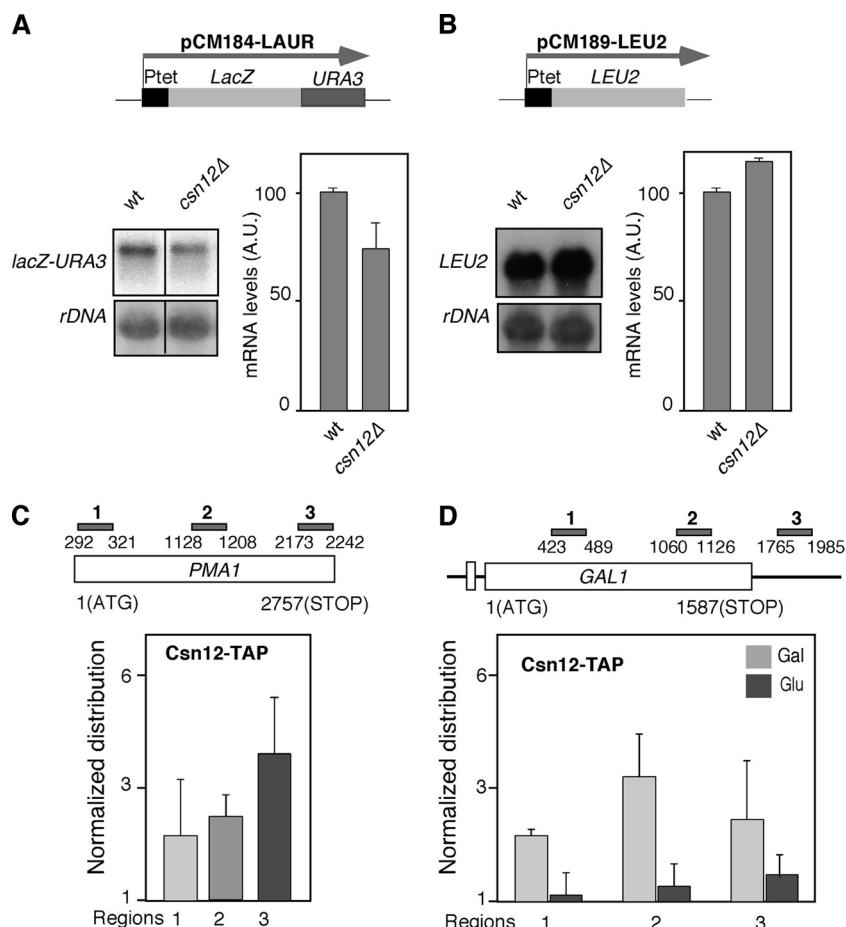 A
pCM184-LAUR
Ptet LacZ URA3
wt csn12Δ
lacZ-URA3
rDNA
mRNA levels (A.U.)
100
50
0
wt csn12Δ
B
pCM189-LEU2
Ptet LEU2
wt csn12Δ
LEU2
rDNA
mRNA levels (A.U.)
100
50
0
wt csn12Δ
C
1 2 3
292 321 1128 1208 2173 2242
PMA1
1(ATG) 2757(STOP)
Csn12-TAP
Normalized distribution
6
3
1
Regions 1 2 3
D
1 2 3
423 489 1060 1126 1765 1985
GAL1
1(ATG) 1587(STOP)
Csn12-TAP
Gal
Glu
Normalized distribution
6
3
1
Regions 1 2 3